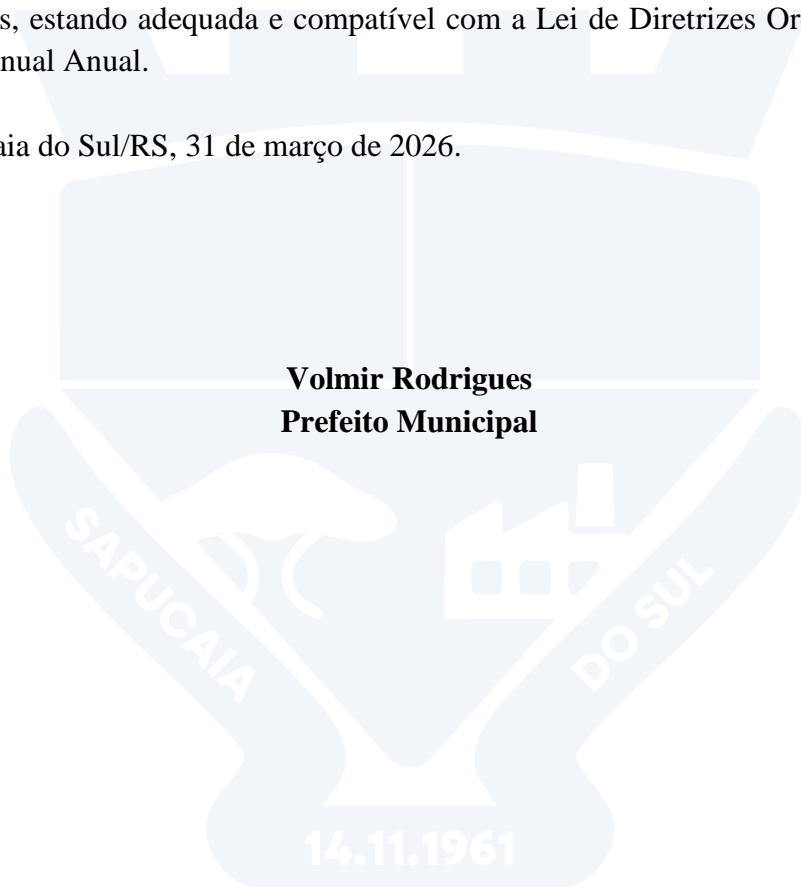 s, estando adequada e compatível com a Lei de Diretrizes Or
nual Anual.
aia do Sul/RS, 31 de março de 2026.
Volmir Rodrigues
Prefeito Municipal
SAPUCAIA
DO SUL
14.11.1961